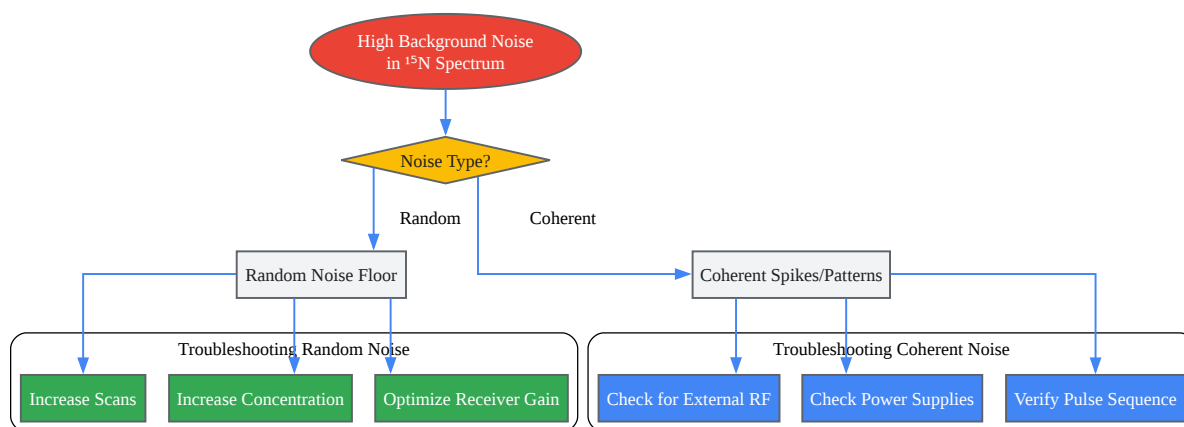 High Background Noise
in ¹⁵N Spectrum
Noise Type?
Random
Coherent
Random Noise Floor
Coherent Spikes/Patterns
Troubleshooting Random Noise
Troubleshooting Coherent Noise
Increase Scans
Increase Concentration
Optimize Receiver Gain
Check for External RF
Check Power Supplies
Verify Pulse Sequence